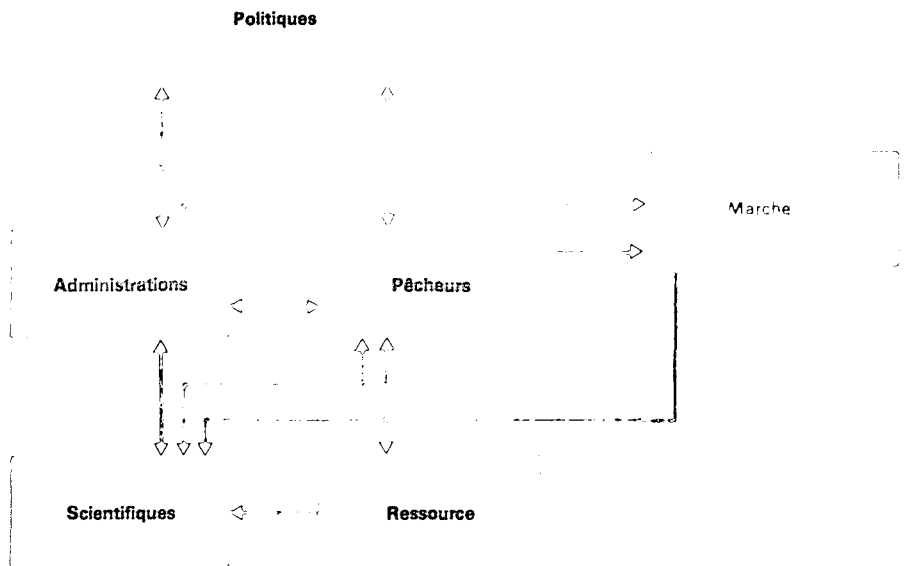 Politiques
Marche
Administrations
Pêcheurs
Scientifiques
Ressource